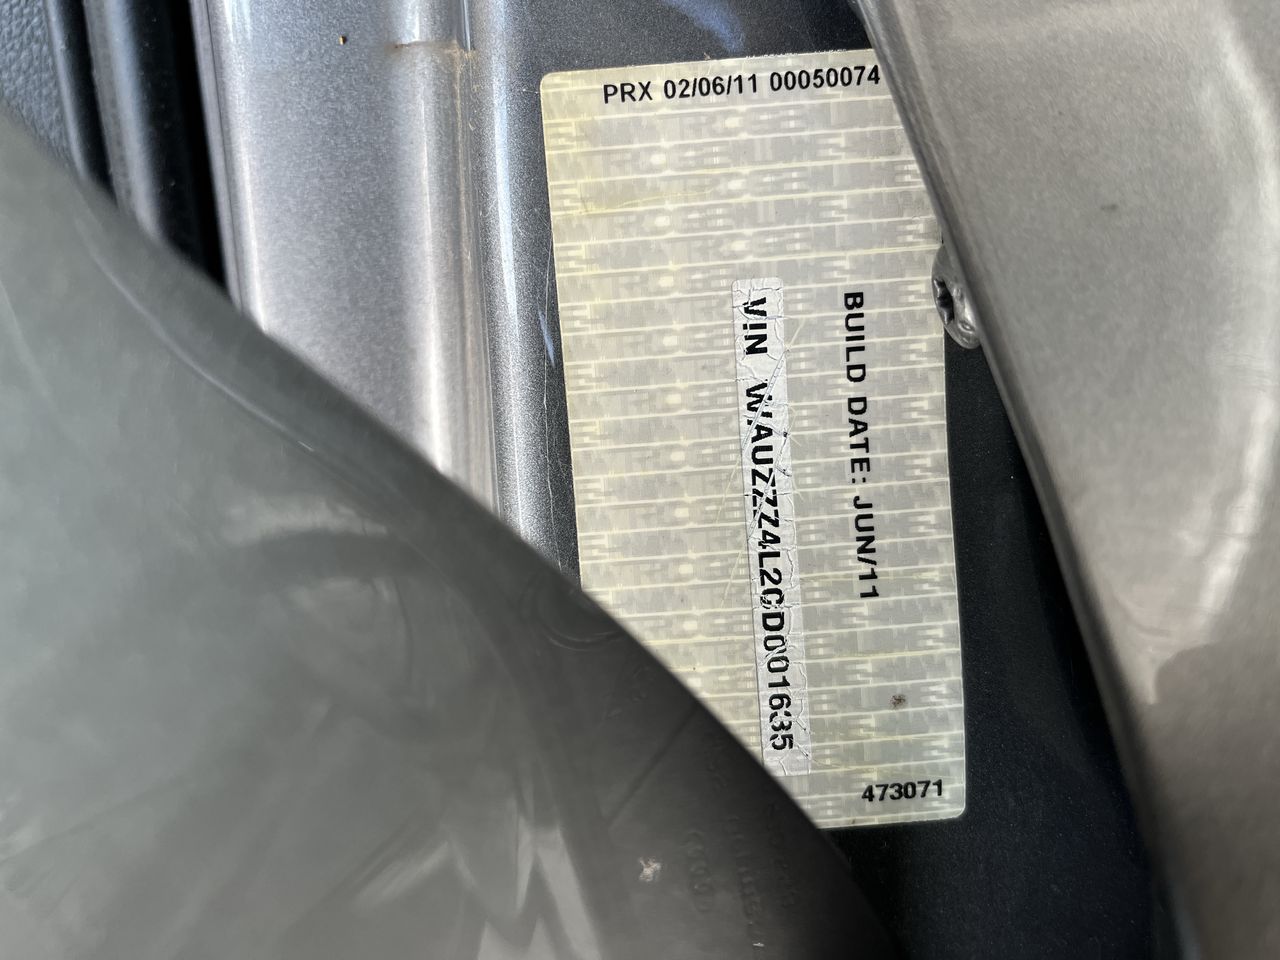 PRX 02/06/11 00050074
BUILD DATE: JUN/11
VIN WAUZZZ4L2CD001635
473071